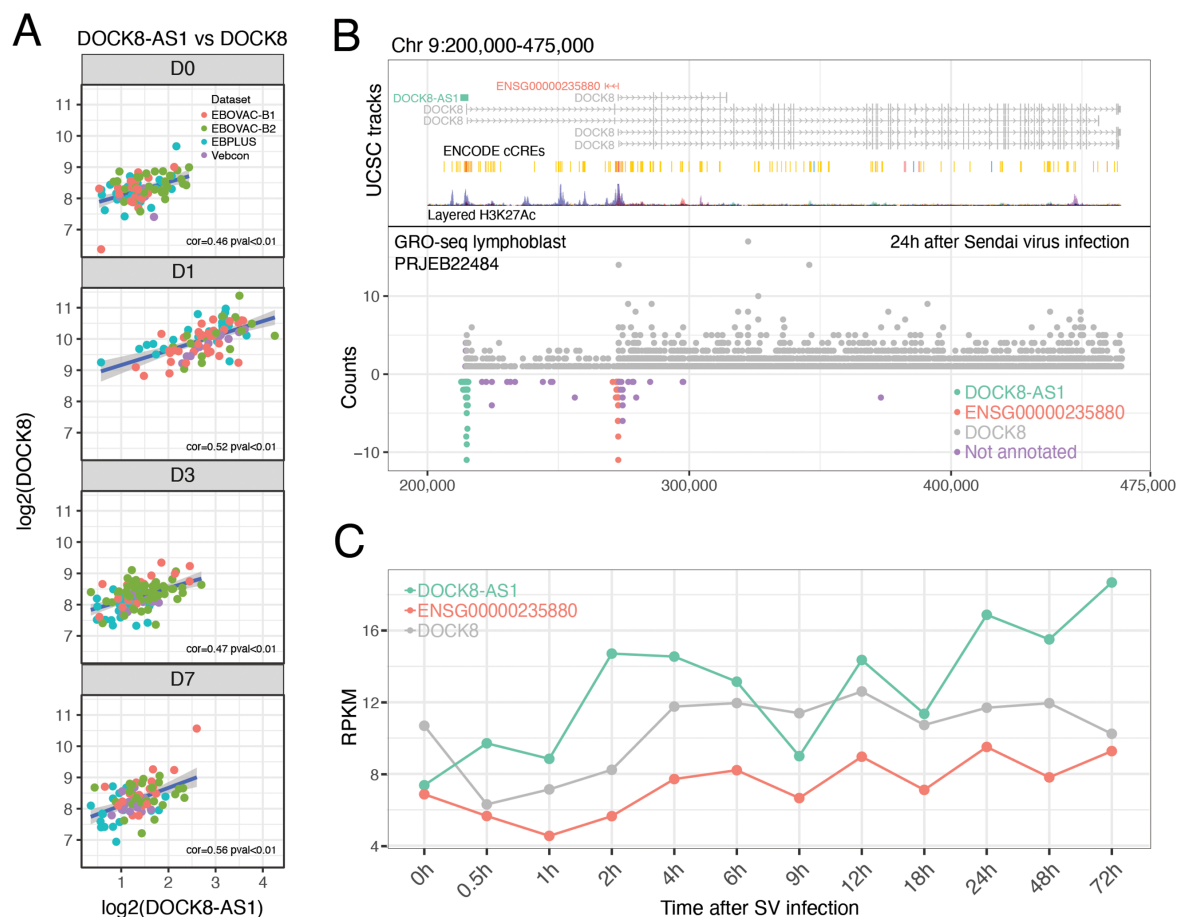 A
DOCK8-AS1 vs DOCK8
D0
Dataset
EBOVAC-B1
EBOVAC-B2
EBPLUS
Vebcon
11
10
9
8
7
cor=0.46 pval<0.01
D1
11
10
9
8
7
cor=0.52 pval<0.01
D3
11
10
9
8
7
cor=0.47 pval<0.01
D7
11
10
9
8
7
cor=0.56 pval<0.01
1 2 3 4
log2(DOCK8-AS1)
log2(DOCK8)
B
Chr 9:200,000-475,000
UCSC tracks
ENSG00000235880
DOCK8-AS1
DOCK8
DOCK8
DOCK8
DOCK8
DOCK8
ENCODE cCREs
Layered H3K27Ac
GRO-seq lymphoblast
PRJEB22484
24h after Sendai virus infection
Counts
10
0
−10
DOCK8-AS1
ENSG00000235880
DOCK8
Not annotated
200,000 300,000 400,000 475,000
C
DOCK8-AS1
ENSG00000235880
DOCK8
RPKM
16
12
8
4
0h 0.5h 1h 2h 4h 6h 9h 12h 18h 24h 48h 72h
Time after SV infection